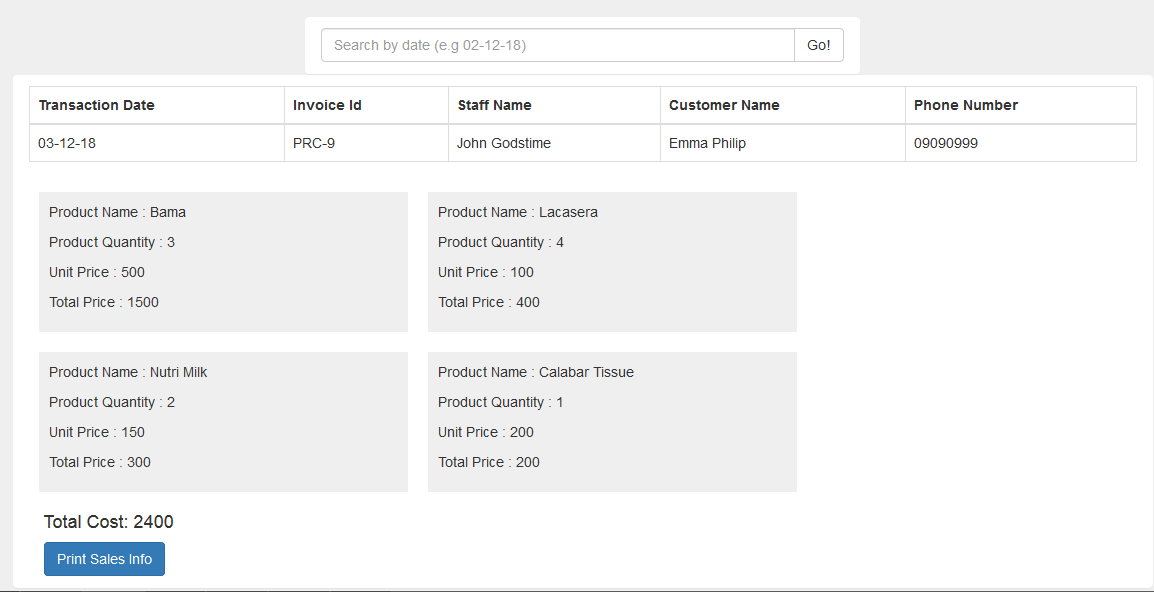 Search by date (e.g 02-12-18) Go!
Transaction Date Invoice Id Staff Name Customer Name Phone Number
03-12-18 PRC-9 John Godstime Emma Philip 09090999
Product Name : Bama
Product Quantity : 3
Unit Price : 500
Total Price : 1500
Product Name : Lacasera
Product Quantity : 4
Unit Price : 100
Total Price : 400
Product Name : Nutri Milk
Product Quantity : 2
Unit Price : 150
Total Price : 300
Product Name : Calabar Tissue
Product Quantity : 1
Unit Price : 200
Total Price : 200
Total Cost: 2400
Print Sales Info